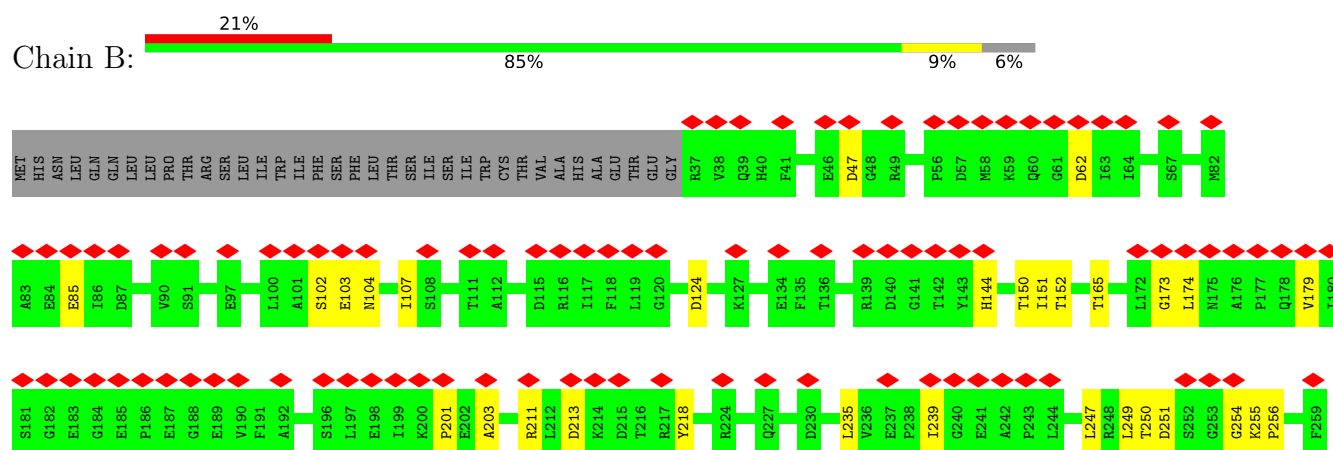 21%
Chain B:
85% 9% 6%
MET HIS ASN LEU GLN GLN LEU LEU PRO THR ARG SER LEU ILE TRP ILE PHE SER PHE LEU THR SER ILE SER ILE TRP CYS THR VAL ALA HIS ALA GLU THR GLU GLY R37 V38 Q39 H40 F41 E46 D47 G48 R49 P56 D57 M58 K59 Q60 G61 D62 I63 I64 S67 M82
A83 E84 E85 I86 D87 V90 S91 E97 L100 A101 S102 E103 N104 I107 S108 T111 A112 D115 R116 I117 F118 L119 G120 D124 K127 E134 F135 T136 R139 D140 G141 T142 Y143 H144 T150 I151 T152 T165 L172 G173 L174 N175 A176 P177 Q178 V179 I180
S181 G182 E183 G184 E185 P186 E187 G188 E189 V190 F191 A192 S196 L197 E198 I199 K200 P201 E202 A203 R211 L212 D213 K214 D215 T216 R217 Y218 R224 Q227 D230 L235 V236 E237 P238 I239 G240 E241 A242 P243 L244 L247 R248 L249 T250 D251 S252 G253 G254 K255 P256 F259